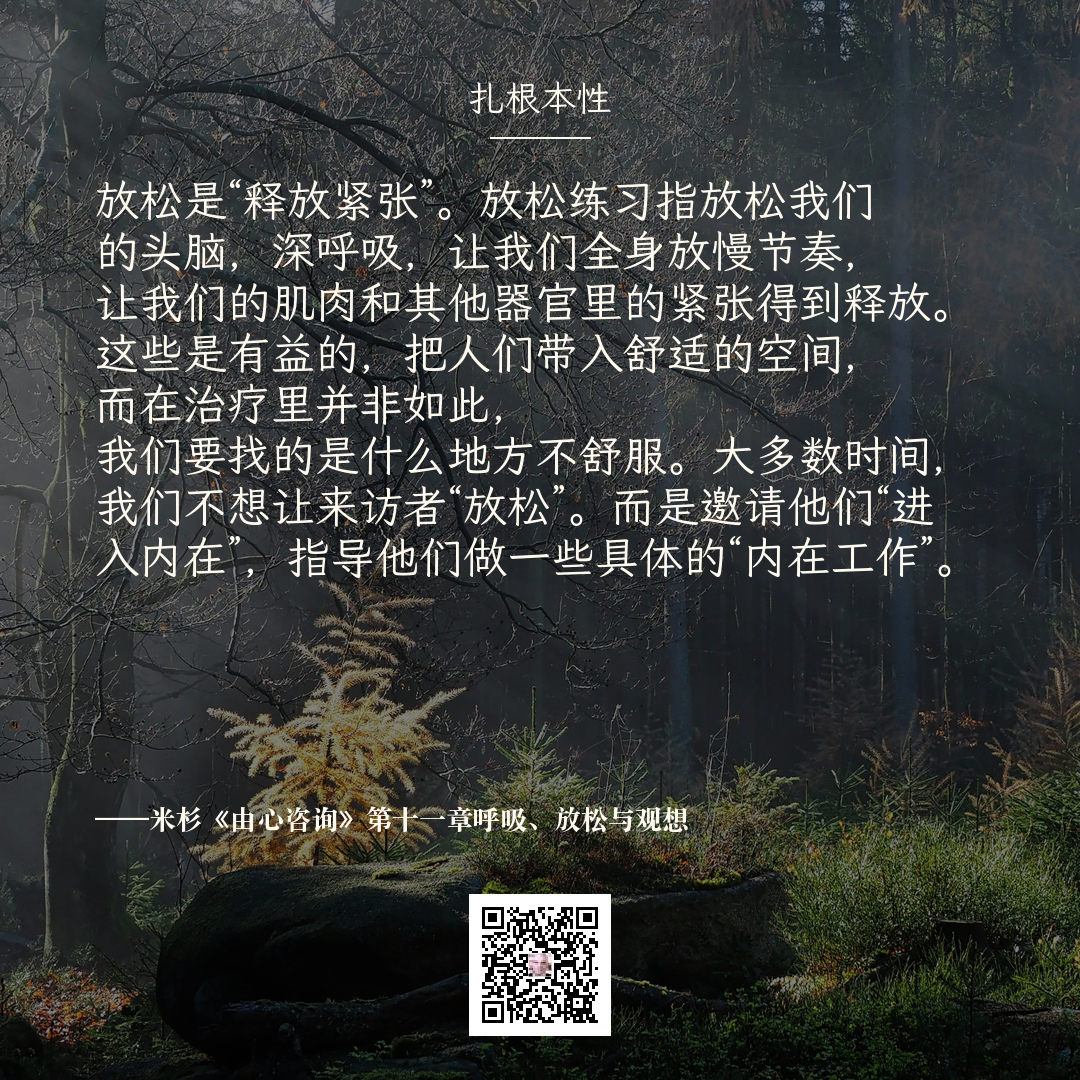 扎根本性
放松是“释放紧张”。放松练习指放松我们
的头脑，深呼吸，让我们全身放慢节奏，
让我们的肌肉和其他器官里的紧张得到释放。
这些是有益的，把人们带入舒适的空间，
而在治疗里并非如此，
我们要找的是什么地方不舒服。大多数时间，
我们不想让来访者“放松”。而是邀请他们“进
入内在”，指导他们做一些具体的“内在工作”。
——米杉《由心咨询》第十一章呼吸、放松与观想